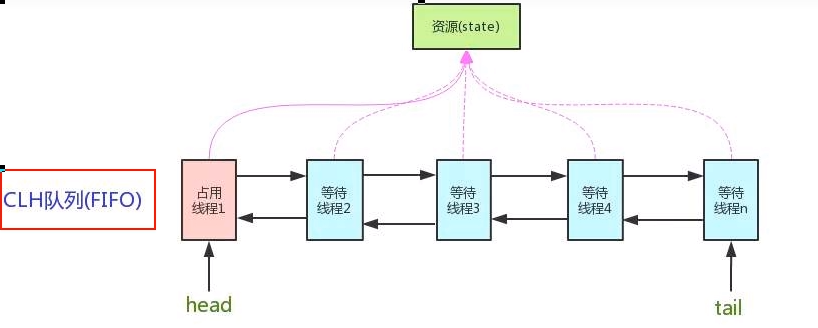 资源(state)
CLH队列(FIFO)
占用
线程1
等待
线程2
等待
线程3
等待
线程4
等待
线程n
head
tail